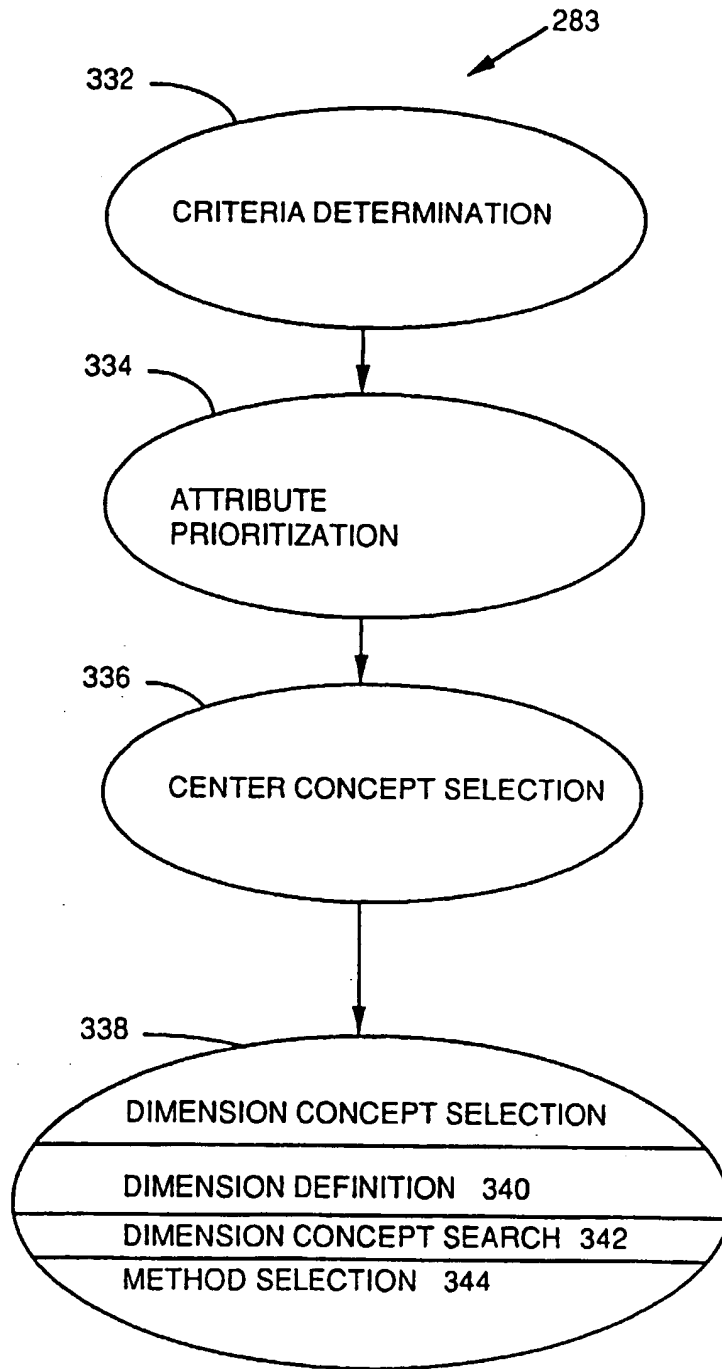 283
332
CRITERIA DETERMINATION
334
ATTRIBUTE
PRIORITIZATION
336
CENTER CONCEPT SELECTION
338
DIMENSION CONCEPT SELECTION
DIMENSION DEFINITION 340
DIMENSION CONCEPT SEARCH 342
METHOD SELECTION 344